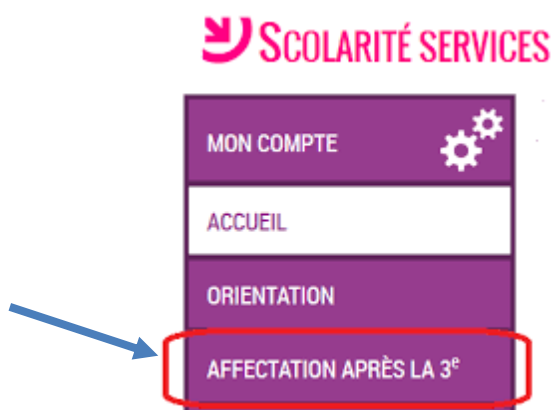 SCOLARITÉ SERVICES
MON COMPTE
ACCUEIL
ORIENTATION
AFFECTATION APRÈS LA 3e